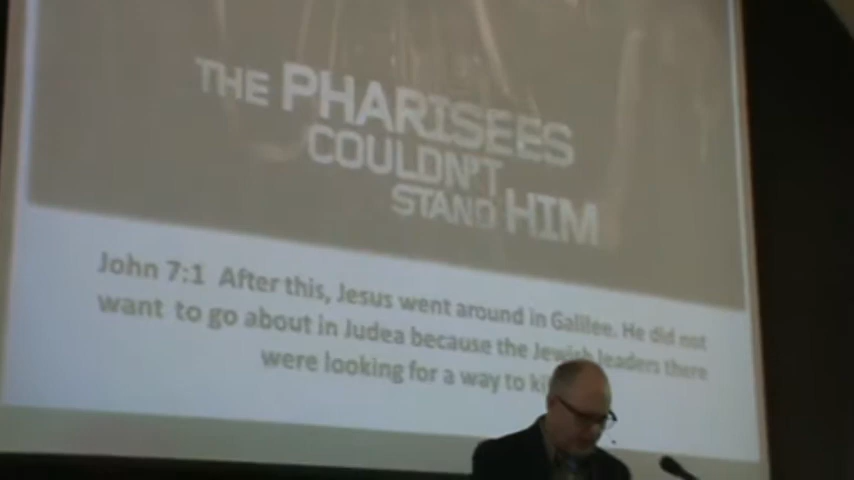 THE PHARISEES
COULDN'T
STAND HIM
John 7:1 After this, Jesus went around in Galilee. He did not
want to go about in Judea because the Jewish leaders there
were looking for a way to